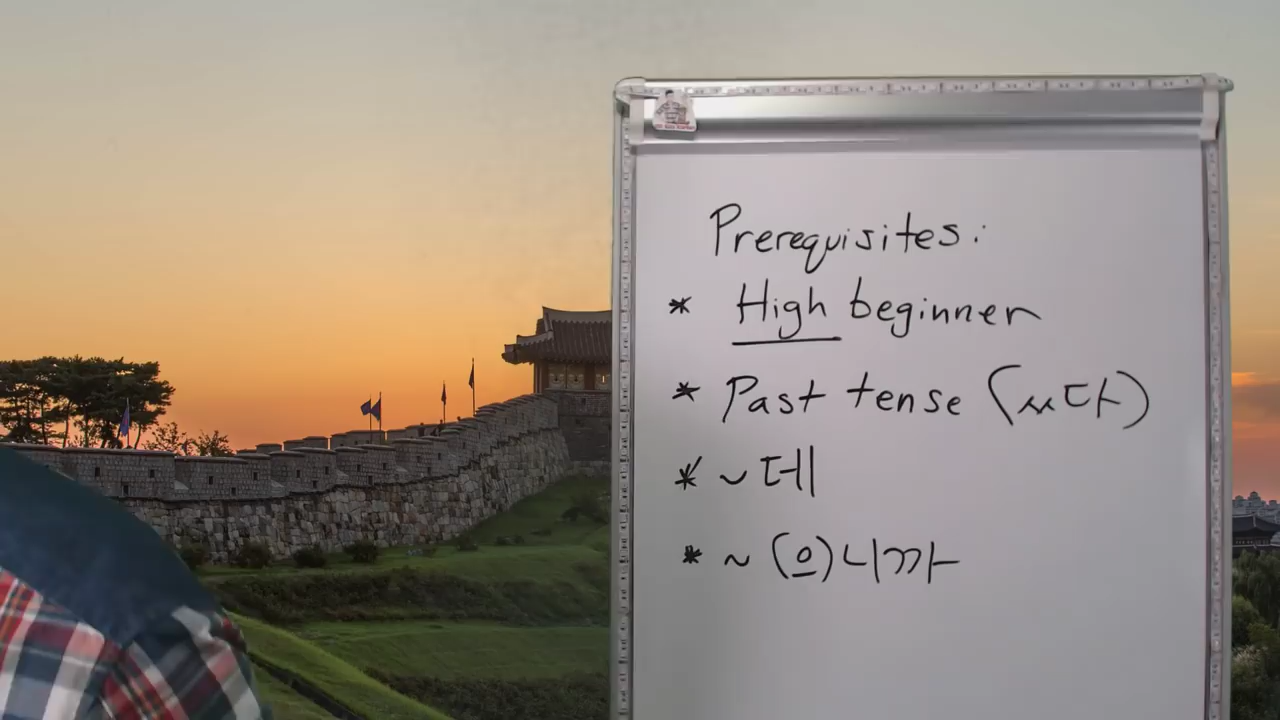 Prerequisites:
* High beginner
* Past tense (ㅆ다)
* ~데
* ~(으)니까